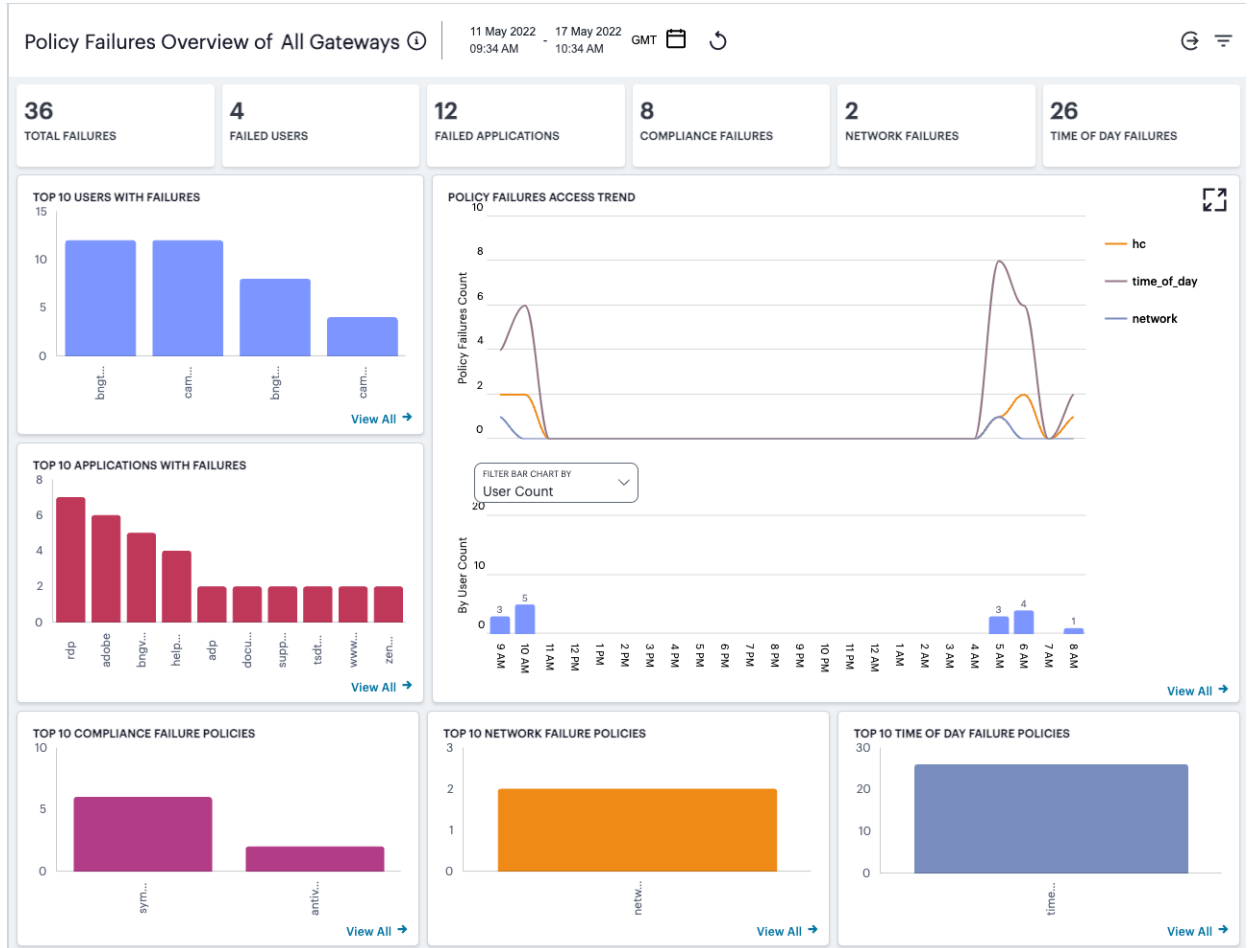 Policy Failures Overview of All Gateways
11 May 2022
09:34 AM
-
17 May 2022
10:34 AM
GMT
36
TOTAL FAILURES
4
FAILED USERS
12
FAILED APPLICATIONS
8
COMPLIANCE FAILURES
2
NETWORK FAILURES
26
TIME OF DAY FAILURES
TOP 10 USERS WITH FAILURES
15
10
5
0
bngt...
cam...
bngt...
cam...
View All
TOP 10 APPLICATIONS WITH FAILURES
8
6
4
2
0
rdp
adobe
bngv...
help...
adp
docu...
supp...
tsdt...
www...
zen...
View All
POLICY FAILURES ACCESS TREND
Policy Failures Count
10
8
6
4
2
0
hc
time_of_day
network
FILTER BAR CHART BY
User Count
By User Count
20
10
0
3
5
3
4
1
9 AM
10 AM
11 AM
12 PM
1 PM
2 PM
3 PM
4 PM
5 PM
6 PM
7 PM
8 PM
9 PM
10 PM
11 PM
12 AM
1 AM
2 AM
3 AM
4 AM
5 AM
6 AM
7 AM
8 AM
View All
TOP 10 COMPLIANCE FAILURE POLICIES
10
5
0
sym...
antiv...
View All
TOP 10 NETWORK FAILURE POLICIES
3
2
1
0
netw...
View All
TOP 10 TIME OF DAY FAILURE POLICIES
30
20
10
0
time...
View All